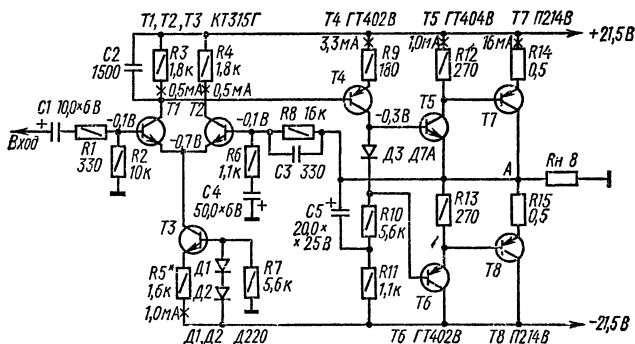 T1, T2, T3 КТ315Г T4 ГТ402В T5 ГТ404В T7 П214В
+21,5В
C2
1500
R3
1,8к
R4
1,8к
3,3мА
R9
180
1,0мА
R12
270
16мА
R14
0,5
0,5мА
0,5мА
T4
C1 10,0×6В
-0,1В
T1
T2
-0,1В
R8 16к
-0,3В
T5
T7
Вход
R1
330
R2
10к
-0,7В
R6
1,1к
C3 330
Д3 Д7А
A
Rн 8
C4
50,0×6В
C5
20,0×
×25В
R10
5,6к
R13
270
R15
0,5
T3
R5*
1,6к
Д1
Д2
R7
5,6к
R11
1,1к
T6
T8
1,0мА
Д1, Д2 Д220
T6 ГТ402В T8 П214В
-21,5В